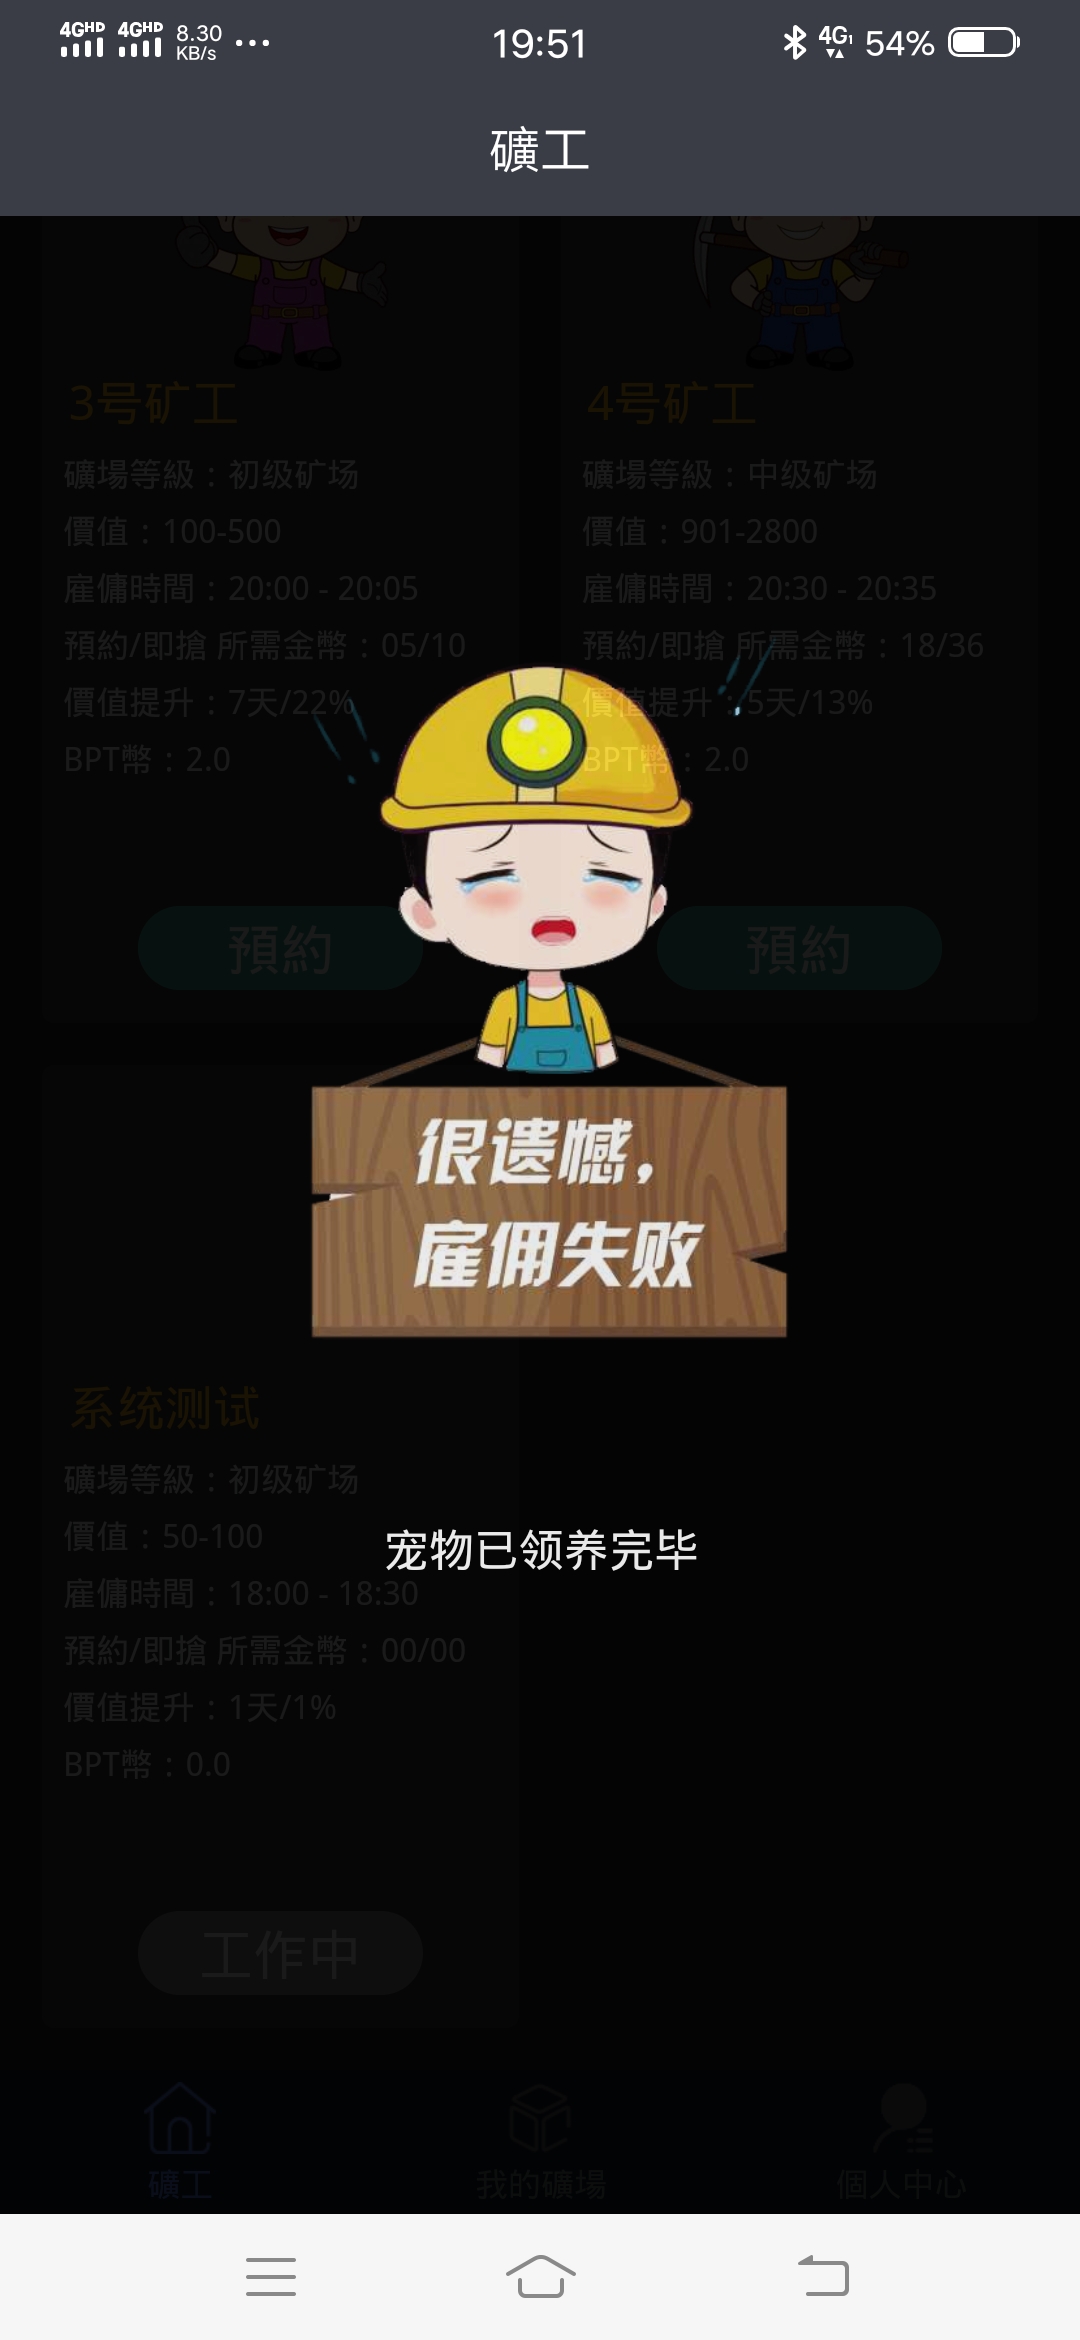 4GHD 4GHD 8.30 KB/s ... 19:51 4G1 54%
礦工
3号矿工
礦場等級：初级矿场
價值：100-500
雇傭時間：20:00 - 20:05
預約/即搶 所需金幣：05/10
價值提升：7天/22%
BPT幣：2.0
預約
4号矿工
礦場等級：中级矿场
價值：901-2800
雇傭時間：20:30 - 20:35
預約/即搶 所需金幣：18/36
價值提升：5天/13%
BPT幣：2.0
預約
很遗憾，
雇佣失败
宠物已领养完毕
系统测试
礦場等級：初级矿场
價值：50-100
雇傭時間：18:00 - 18:30
預約/即搶 所需金幣：00/00
價值提升：1天/1%
BPT幣：0.0
工作中
礦工
我的礦場
個人中心